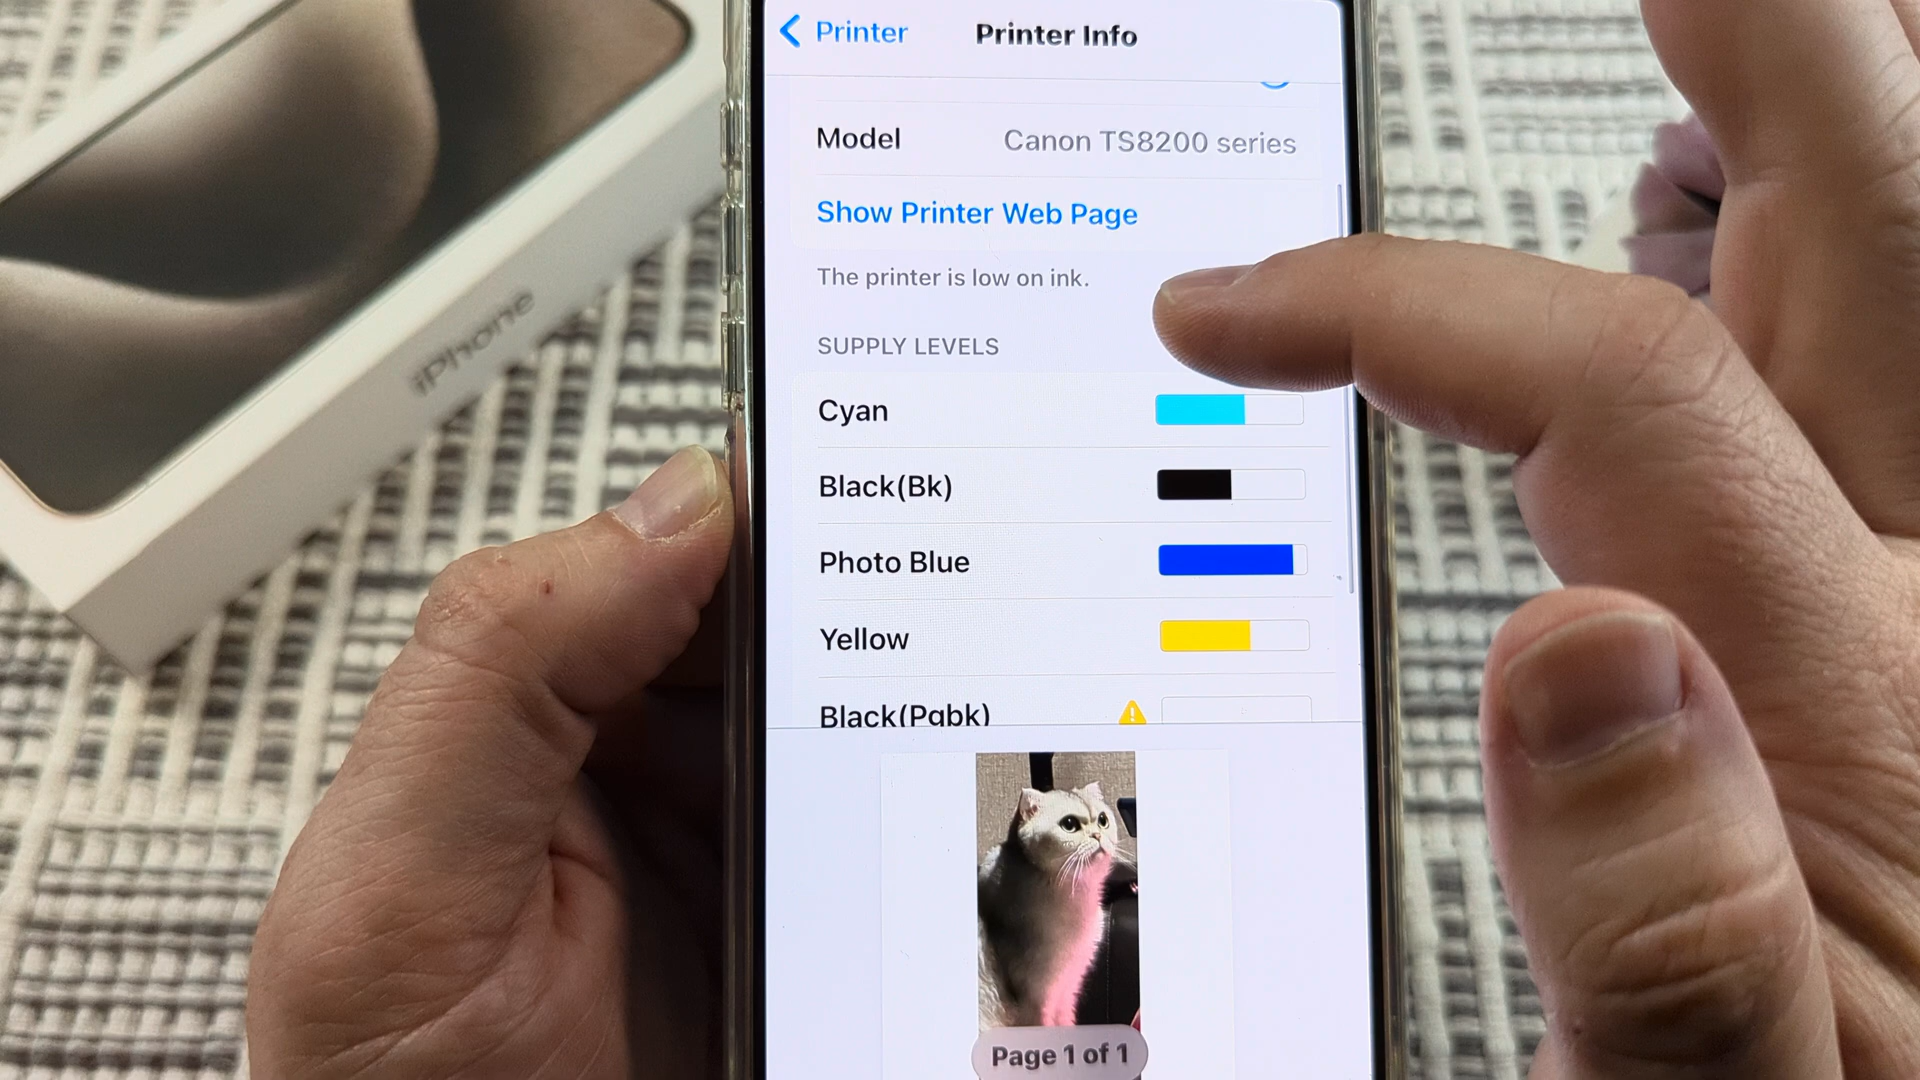 Printer
Printer Info
Model
Canon TS8200 series
Show Printer Web Page
The printer is low on ink.
SUPPLY LEVELS
Cyan
Black(Bk)
Photo Blue
Yellow
Black(Pgbk)
Page 1 of 1
iPhone